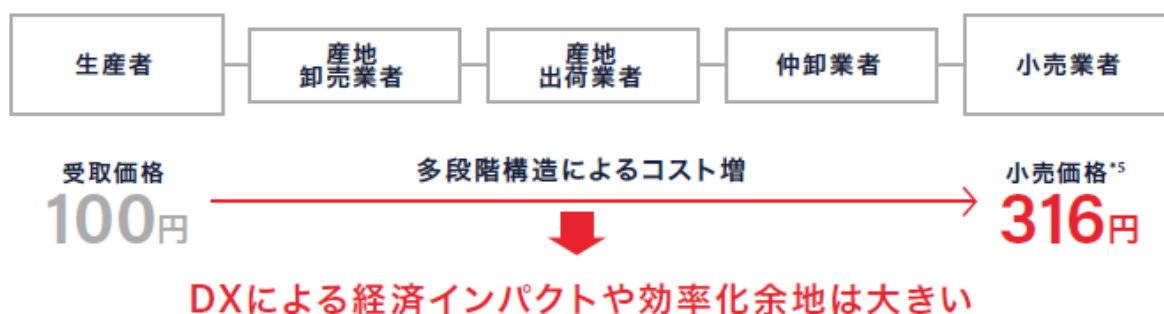 生産者
産地
卸売業者
産地
出荷業者
仲卸業者
小売業者
受取価格
100円
多段階構造によるコスト増
小売価格*5
316円
DXによる経済インパクトや効率化余地は大きい